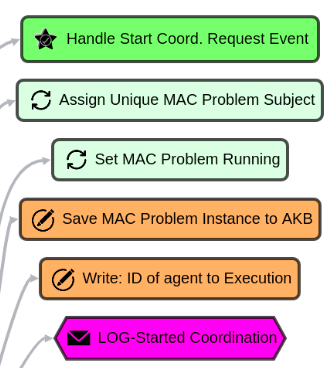 Handle Start Coord. Request Event
Assign Unique MAC Problem Subject
Set MAC Problem Running
Save MAC Problem Instance to AKB
Write: ID of agent to Execution
LOG-Started Coordination